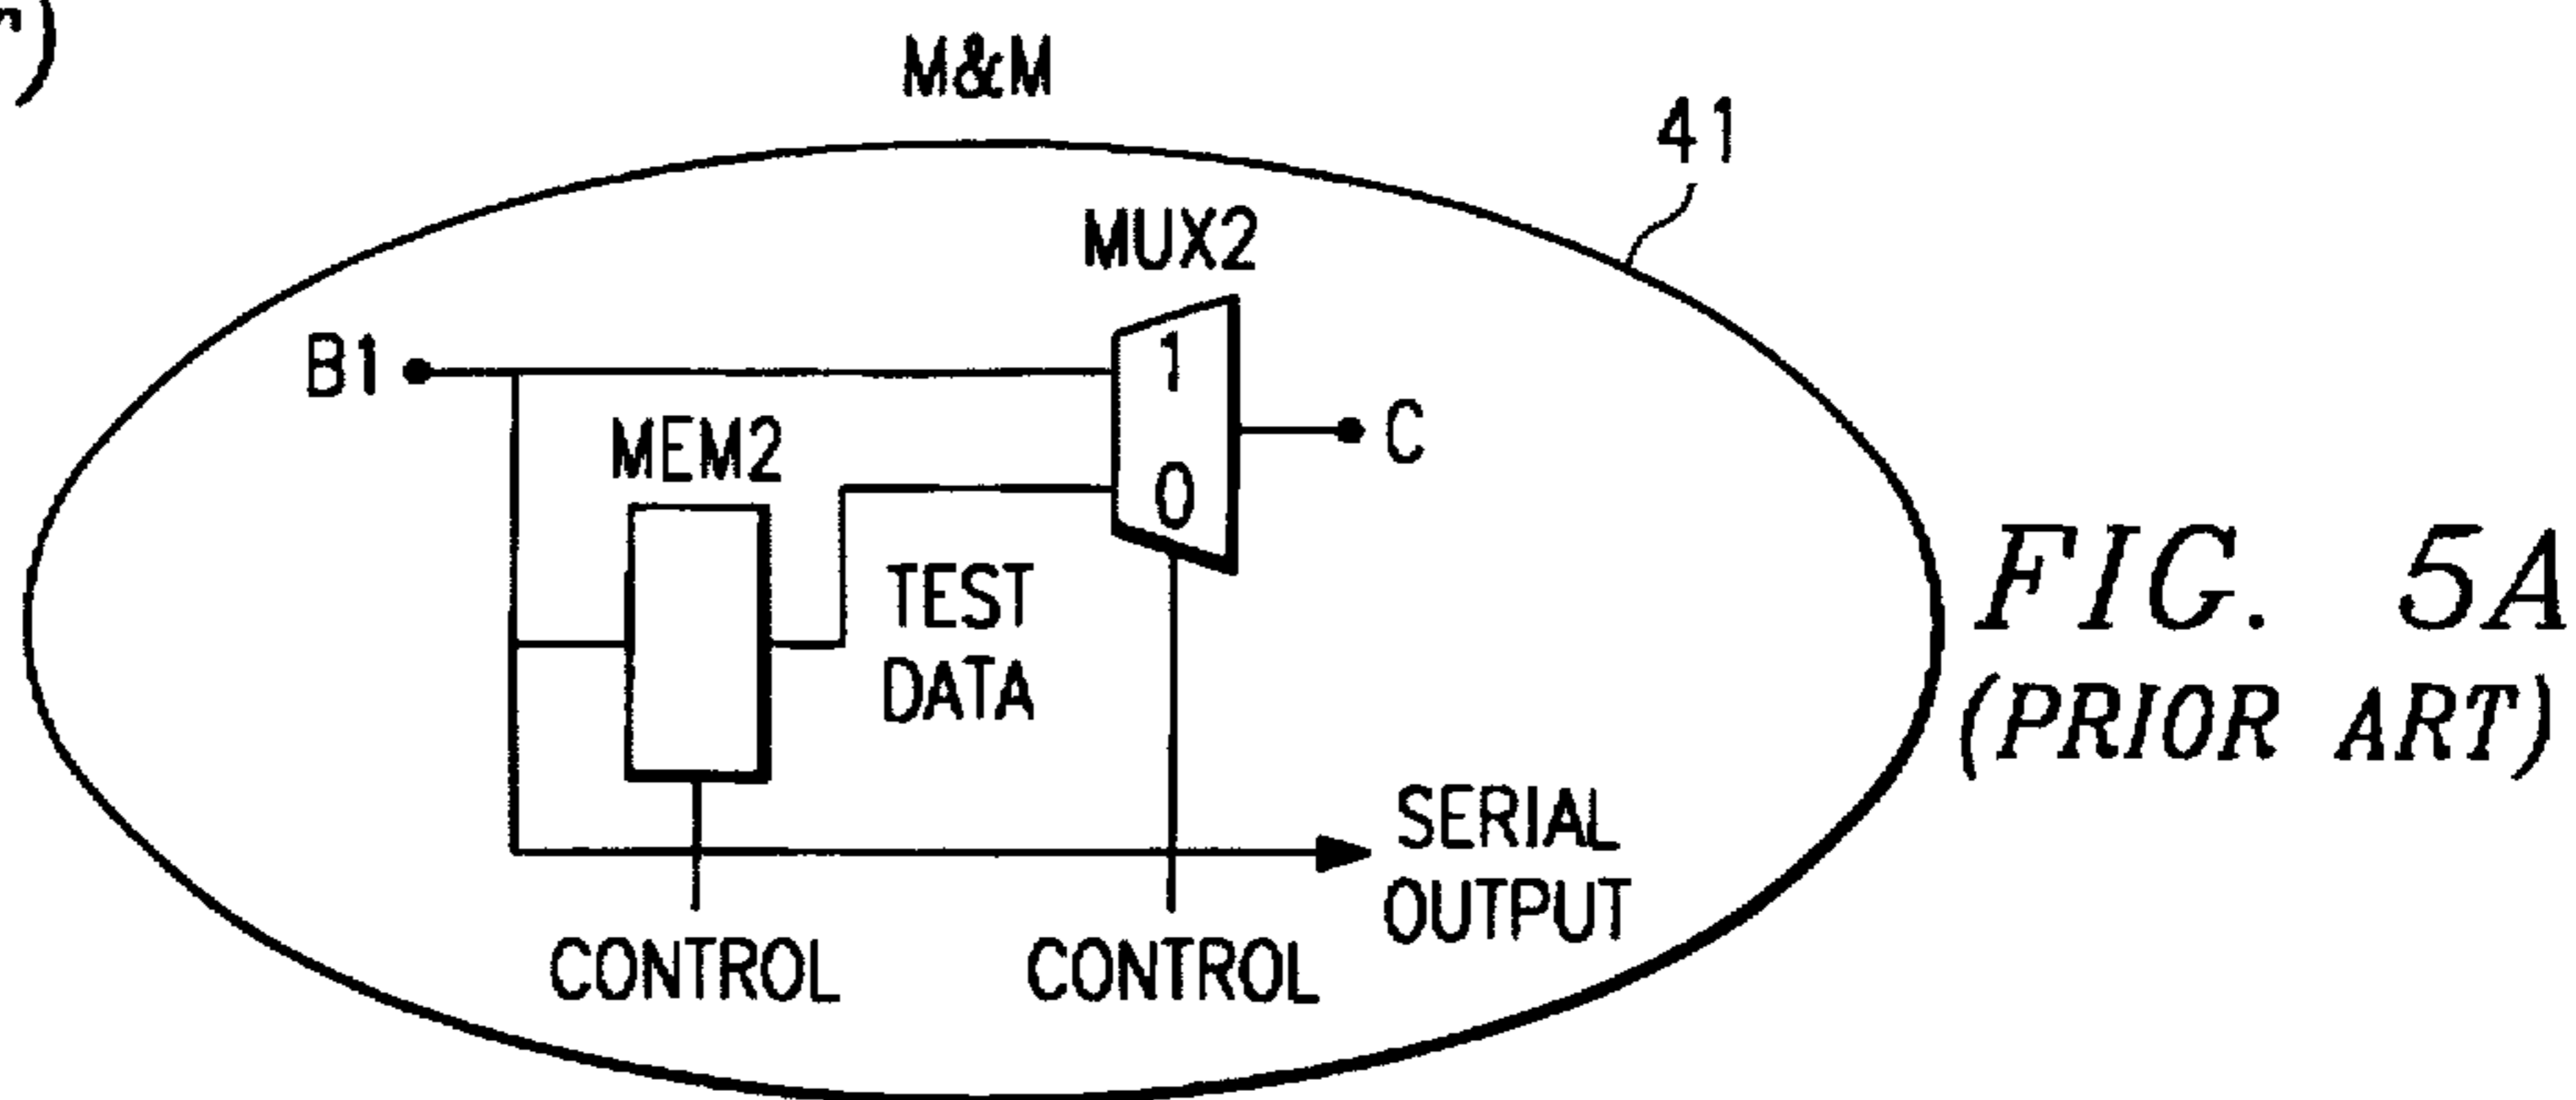 M&M
41
MUX2
B1
1
C
MEM2
0
TEST
DATA
FIG. 5A
(PRIOR ART)
SERIAL
OUTPUT
CONTROL
CONTROL